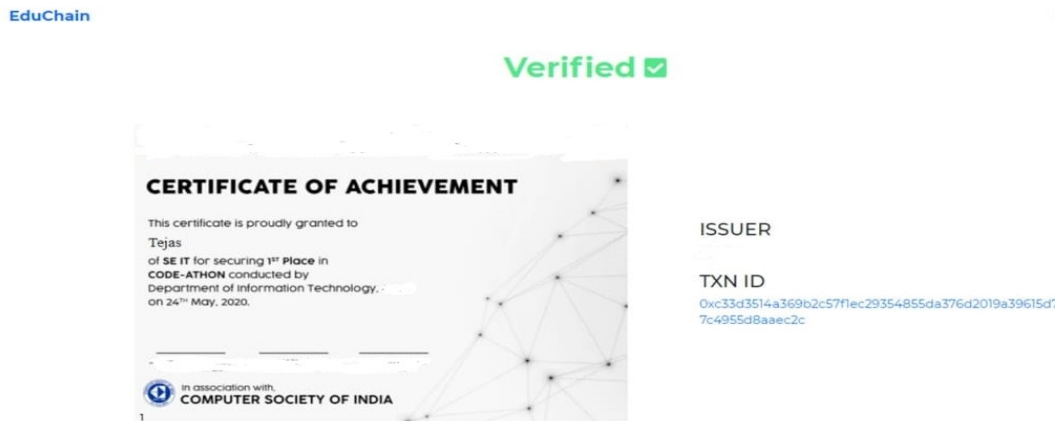 EduChain
Verified
CERTIFICATE OF ACHIEVEMENT
This certificate is proudly granted to
Tejas
of SE IT for securing 1ST Place in
CODE-ATHON conducted by
Department of Information Technology,
on 24TH May, 2020.
In association with,
COMPUTER SOCIETY OF INDIA
1
ISSUER
TXN ID
0xc33d3514a369b2c57f1ec29354855da376d2019a39615d7
7c4955d8aaec2c